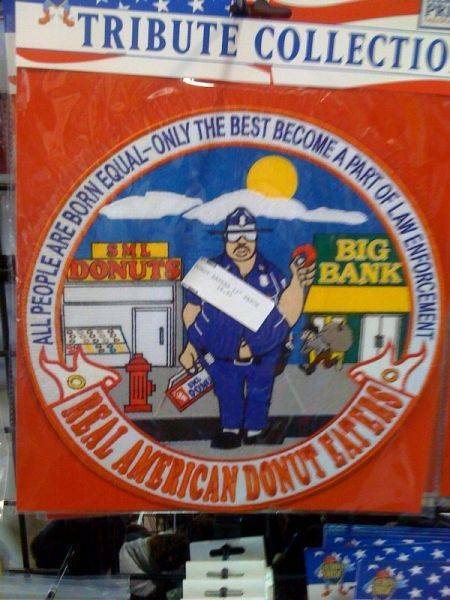 TRIBUTE COLLECTIO
ALL PEOPLE ARE BORN EQUAL-ONLY THE BEST BECOME A PART OF LAW ENFORCEMENT
SML
DONUTS
BIG
BANK
REAL AMERICAN DONUT EATERS